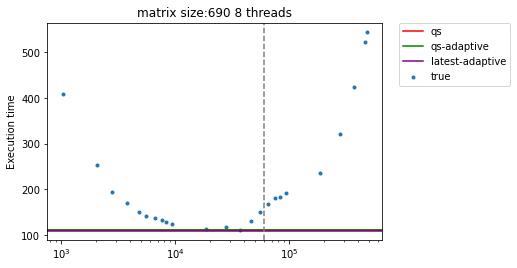 matrix size:690 8 threads
Execution time
500
400
300
200
100
10³
10⁴
10⁵
qs
qs-adaptive
latest-adaptive
true